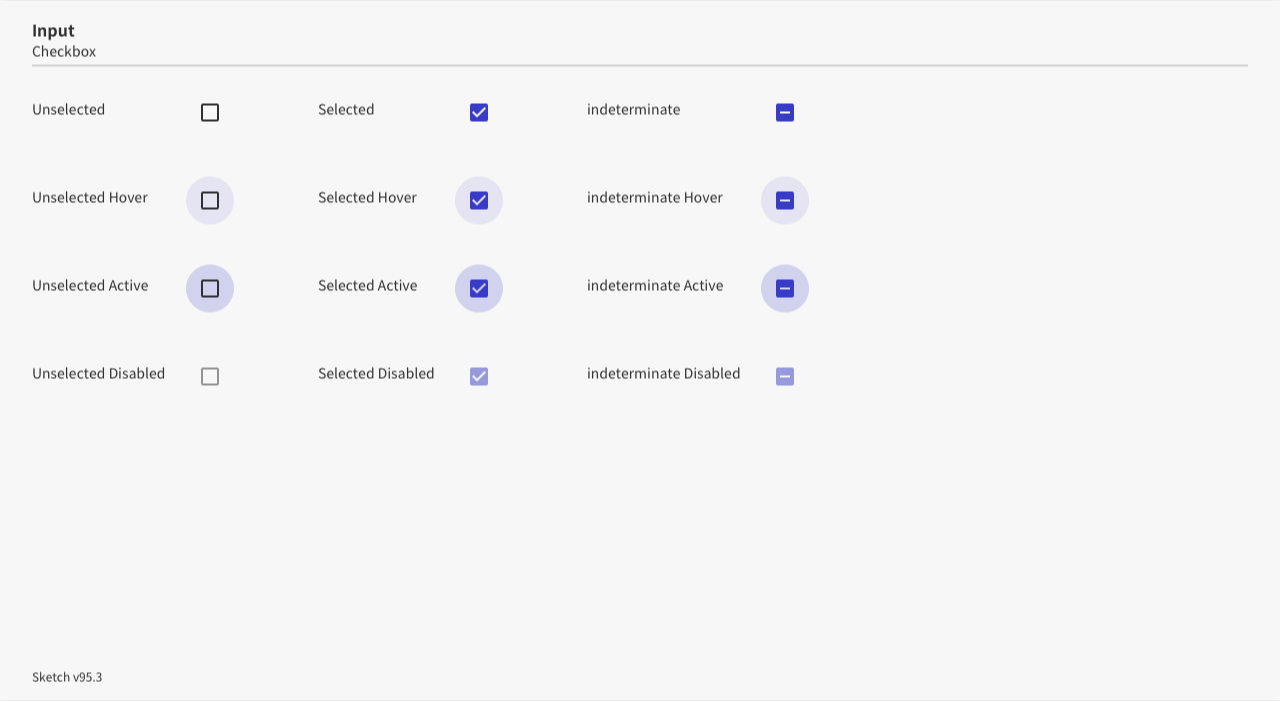 Input
Checkbox
Unselected
Selected
indeterminate
Unselected Hover
Selected Hover
indeterminate Hover
Unselected Active
Selected Active
indeterminate Active
Unselected Disabled
Selected Disabled
indeterminate Disabled
Sketch v95.3